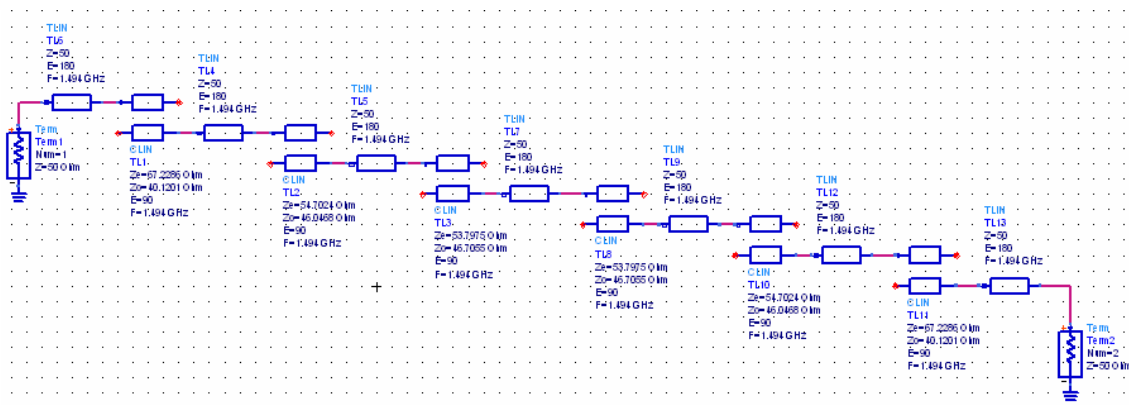 TLIN
TL6
Z=50
E=180
F=1.494 GHz
TLIN
TL4
Z=50
E=180
F=1.494 GHz
TLIN
TL5
Z=50
E=180
F=1.494 GHz
TLIN
TL7
Z=50
E=180
F=1.494 GHz
TLIN
TL9
Z=50
E=180
F=1.494 GHz
TLIN
TL12
Z=50
E=180
F=1.494 GHz
TLIN
TL13
Z=50
E=180
F=1.494 GHz
Term
Term1
Num=1
Z=50 Ohm
CLIN
TL1
Ze=67.2286 Ohm
Zo=40.1201 Ohm
E=90
F=1.494 GHz
CLIN
TL2
Ze=54.7024 Ohm
Zo=46.0468 Ohm
E=90
F=1.494 GHz
CLIN
TL3
Ze=53.7975 Ohm
Zo=46.7055 Ohm
E=90
F=1.494 GHz
CLIN
TL8
Ze=53.7975 Ohm
Zo=46.7055 Ohm
E=90
F=1.494 GHz
CLIN
TL10
Ze=54.7024 Ohm
Zo=46.0468 Ohm
E=90
F=1.494 GHz
CLIN
TL11
Ze=67.2286 Ohm
Zo=40.1201 Ohm
E=90
F=1.494 GHz
Term
Term2
Num=2
Z=50 Ohm